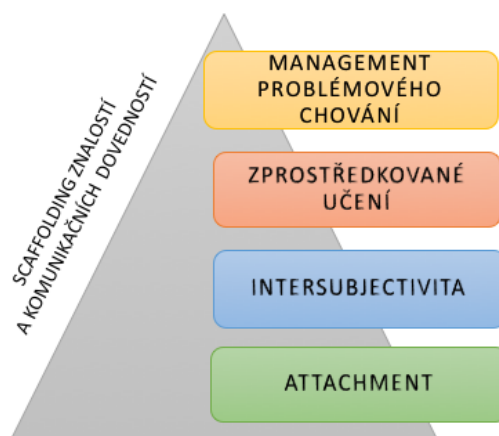 SCAFFOLDING ZNALOSTÍ
A KOMUNIKAČNÍCH DOVEDNOSTÍ
MANAGEMENT
PROBLÉMOVÉHO
CHOVÁNÍ
ZPROSTŘEDKOVANÉ
UČENÍ
INTERSUBJECTIVITA
ATTACHMENT